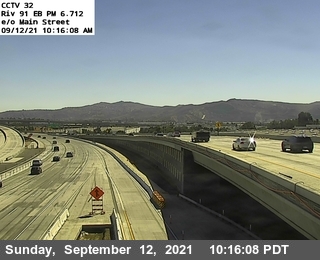 CCTV 32
Riv 91 EB PM 6.712
e/o Main Street
09/12/21 10:16:08 AM
Sunday, September 12, 2021 10:16:08 PDT